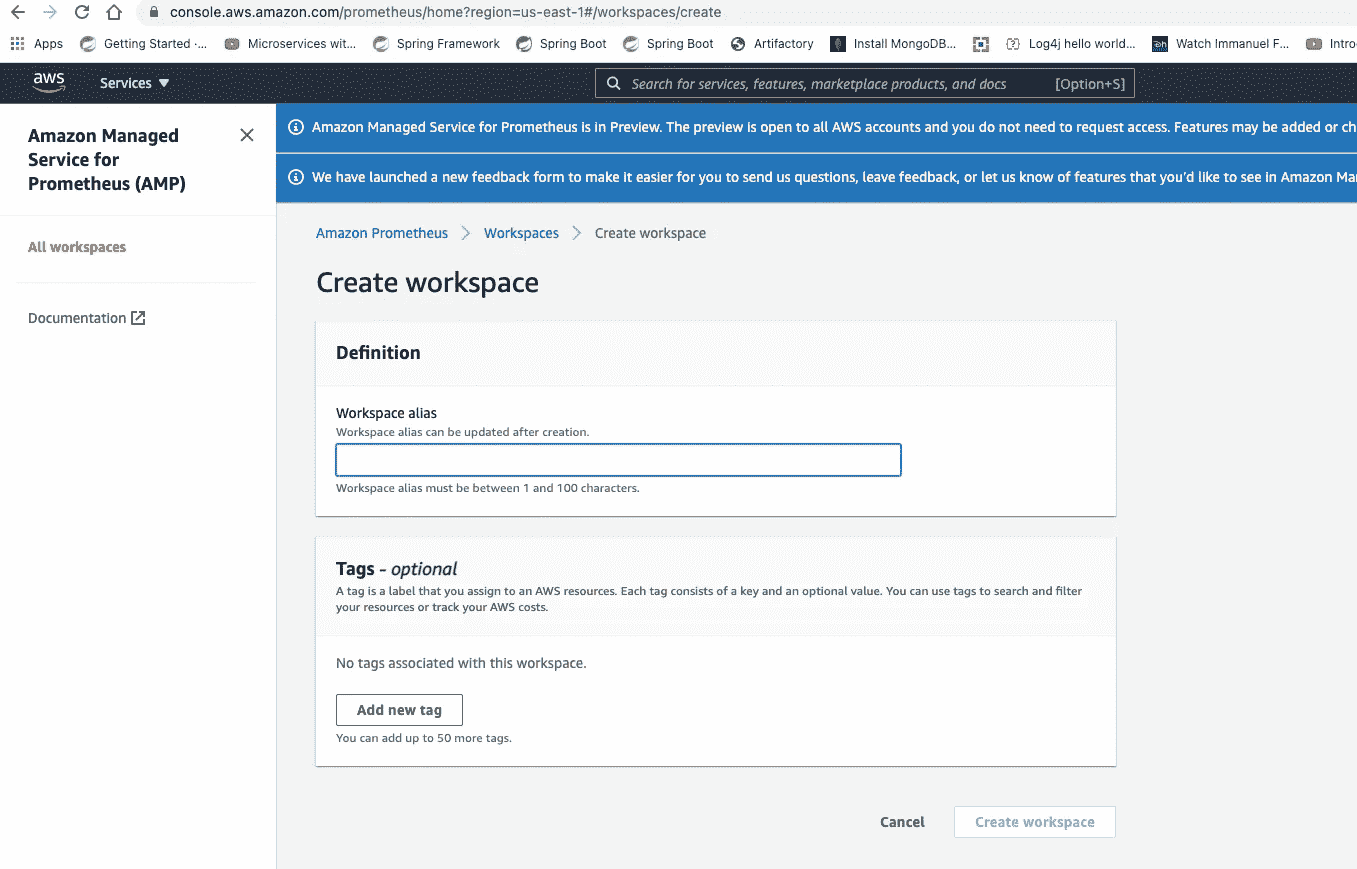 console.aws.amazon.com/prometheus/home?region=us-east-1#/workspaces/create
Apps Getting Started -... Microservices wit... Spring Framework Spring Boot Spring Boot Artifactory Install MongoDB... Log4j hello world... Watch Immanuel F... Intro
aws Services Search for services, features, marketplace products, and docs [Option+S]
Amazon Managed
Service for
Prometheus (AMP)
All workspaces
Documentation
Amazon Managed Service for Prometheus is in Preview. The preview is open to all AWS accounts and you do not need to request access. Features may be added or ch
We have launched a new feedback form to make it easier for you to send us questions, leave feedback, or let us know of features that you'd like to see in Amazon Ma
Amazon Prometheus Workspaces Create workspace
Create workspace
Definition
Workspace alias
Workspace alias can be updated after creation.
Workspace alias must be between 1 and 100 characters.
Tags - optional
A tag is a label that you assign to an AWS resources. Each tag consists of a key and an optional value. You can use tags to search and filter
your resources or track your AWS costs.
No tags associated with this workspace.
Add new tag
You can add up to 50 more tags.
Cancel Create workspace